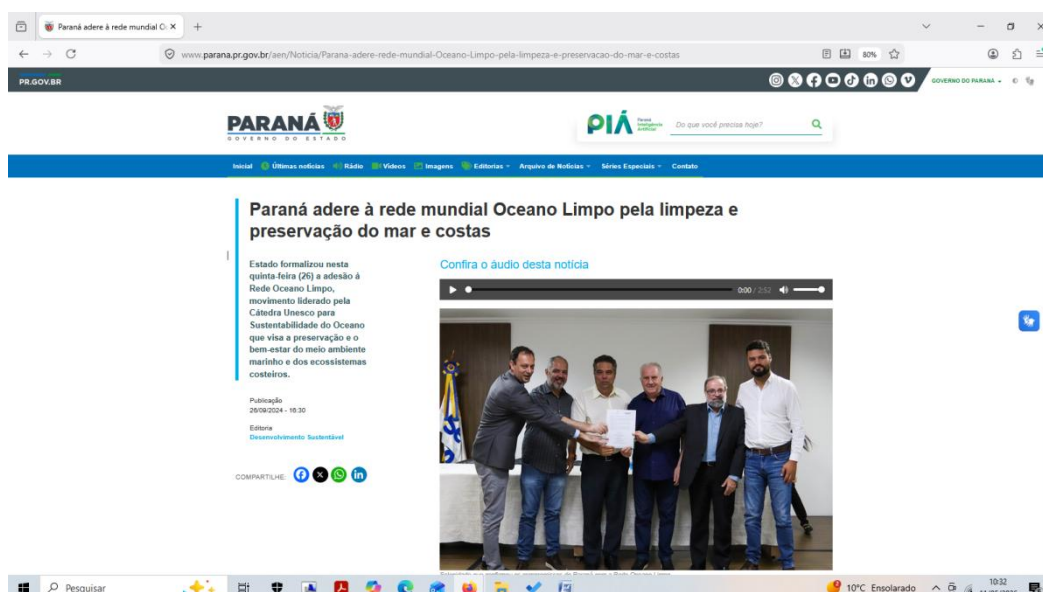 Paraná adere à rede mundial O
www.parana.pr.gov.br/aen/Noticia/Parana-adere-rede-mundial-Oceano-Limpo-pela-limpeza-e-preservacao-do-mar-e-costas
80%
PR.GOV.BR
GOVERNO DO PARANÁ
PARANÁ
GOVERNO DO ESTADO
PIÁ
Paraná
Inteligência
Artificial
Do que você precisa hoje?
Inicial Últimas notícias Rádio Vídeos Imagens Editorias Arquivo de Notícias Séries Especiais Contato
Paraná adere à rede mundial Oceano Limpo pela limpeza e
preservação do mar e costas
Estado formalizou nesta
quinta-feira (26) a adesão à
Rede Oceano Limpo,
movimento liderado pela
Cátedra Unesco para
Sustentabilidade do Oceano
que visa a preservação e o
bem-estar do meio ambiente
marinho e dos ecossistemas
costeiros.
Publicação
26/09/2024 - 16:30
Editoria
Desenvolvimento Sustentável
COMPARTILHE:
Confira o áudio desta notícia
0:00 / 2:52
Pesquisar
10°C Ensolarado
10:32